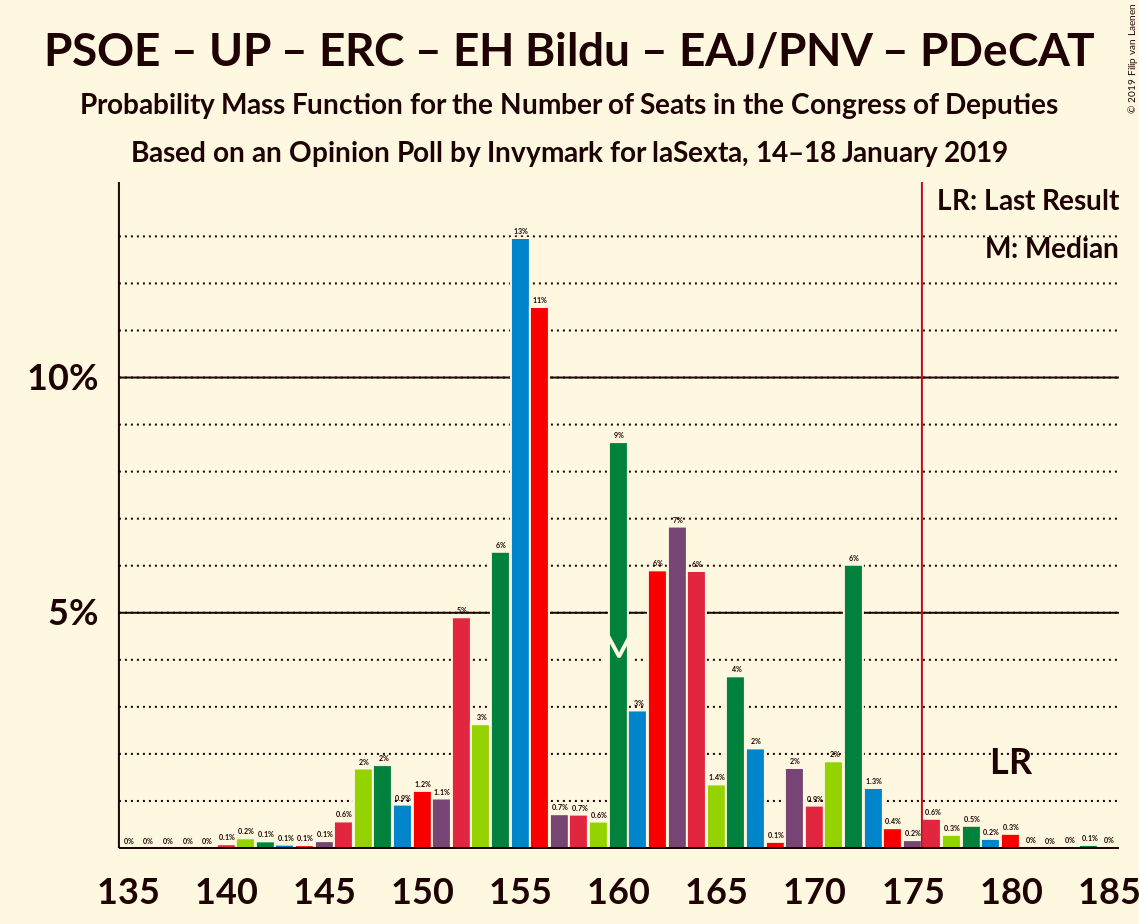 PSOE – UP – ERC – EH Bildu – EAJ/PNV – PDeCAT
Probability Mass Function for the Number of Seats in the Congress of Deputies
Based on an Opinion Poll by Invymark for laSexta, 14–18 January 2019
© 2019 Filip van Laenen
LR: Last Result
M: Median
10%
5%
0% 0% 0% 0% 0% 0.1% 0.2% 0.1% 0.1% 0.1% 0.1% 0.6% 2% 2% 0.9% 1.2% 1.1% 5% 3% 6% 13% 11% 0.7% 0.7% 0.6% 9% 3% 6% 7% 6% 1.4% 4% 2% 0.1% 2% 0.9% 2% 6% 1.3% 0.4% 0.2% 0.6% 0.3% 0.5% 0.2% 0.3% 0% 0% 0% 0.1% 0%
M
LR
135 140 145 150 155 160 165 170 175 180 185